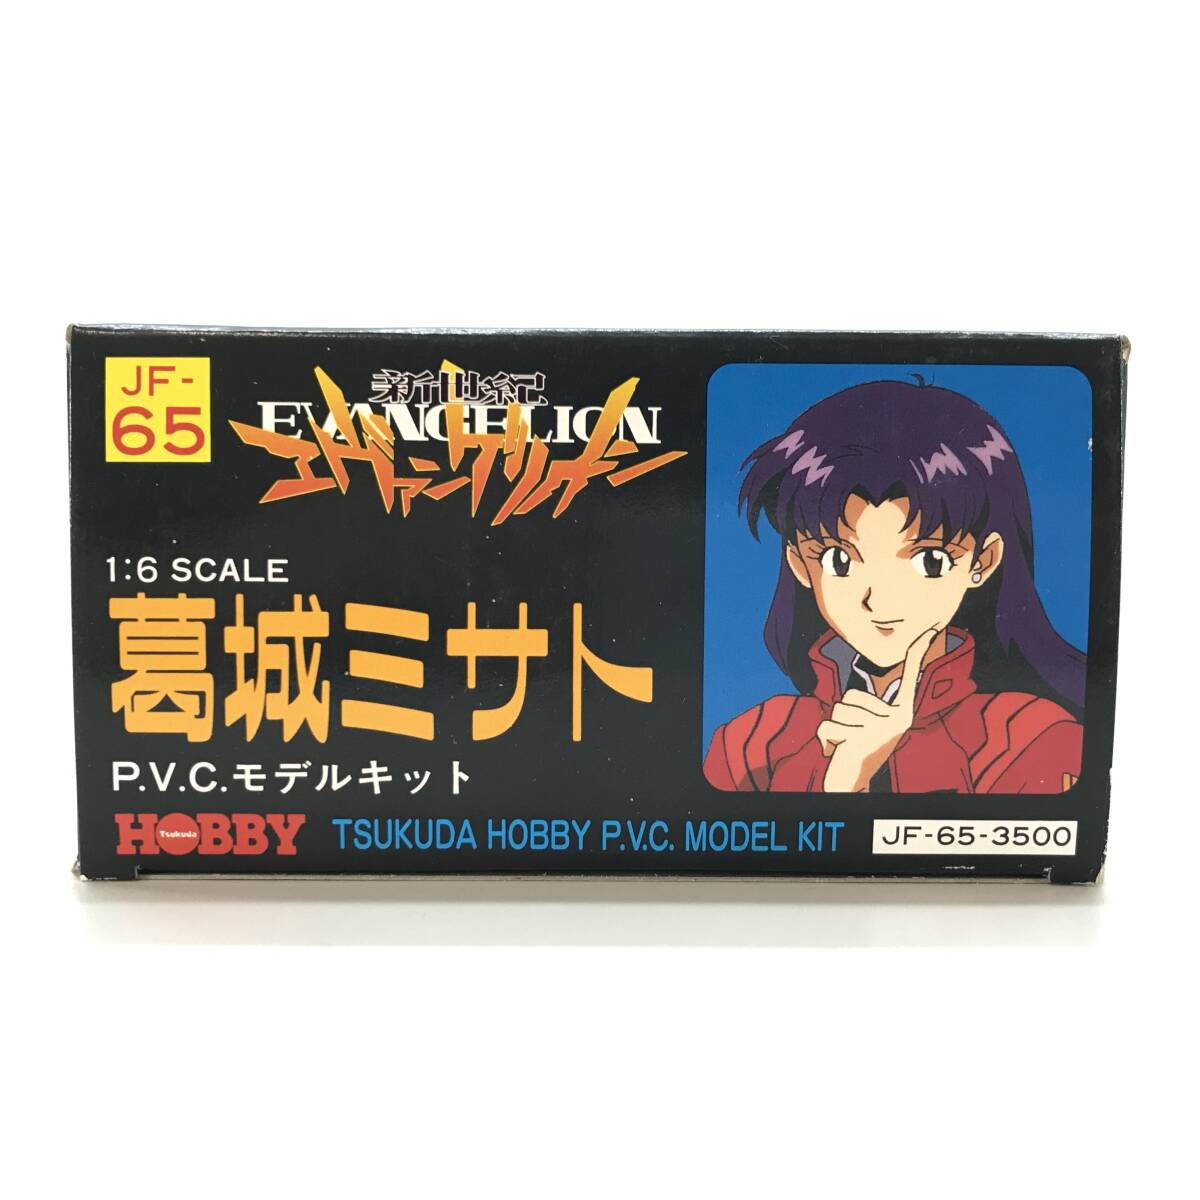 JF-
65
新世紀
EVANGELION
エヴァンゲリオン
1:6 SCALE
葛城ミサト
P.V.C.モデルキット
HOBBY
Tsukuda
TSUKUDA HOBBY P.V.C. MODEL KIT
JF-65-3500